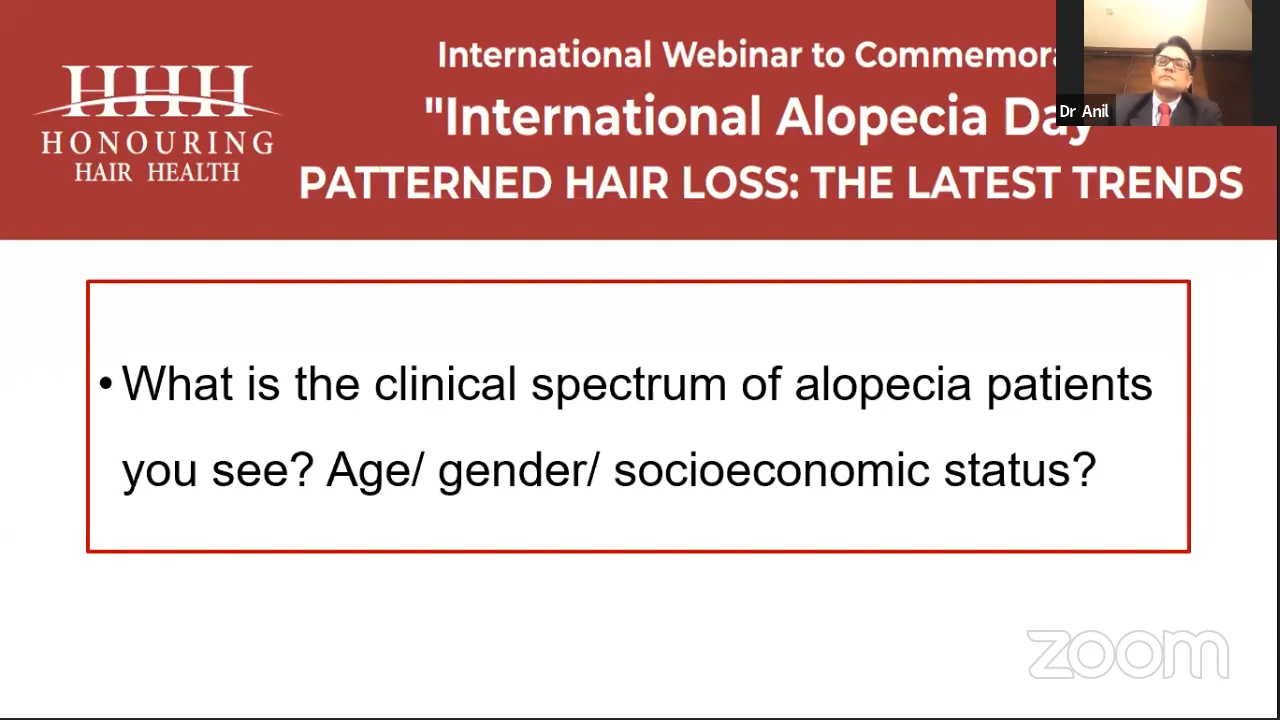 HHH
HONOURING
HAIR HEALTH
International Webinar to Commemora
"International Alopecia Day
PATTERNED HAIR LOSS: THE LATEST TRENDS
Dr Anil
• What is the clinical spectrum of alopecia patients
you see? Age/ gender/ socioeconomic status?
zoom